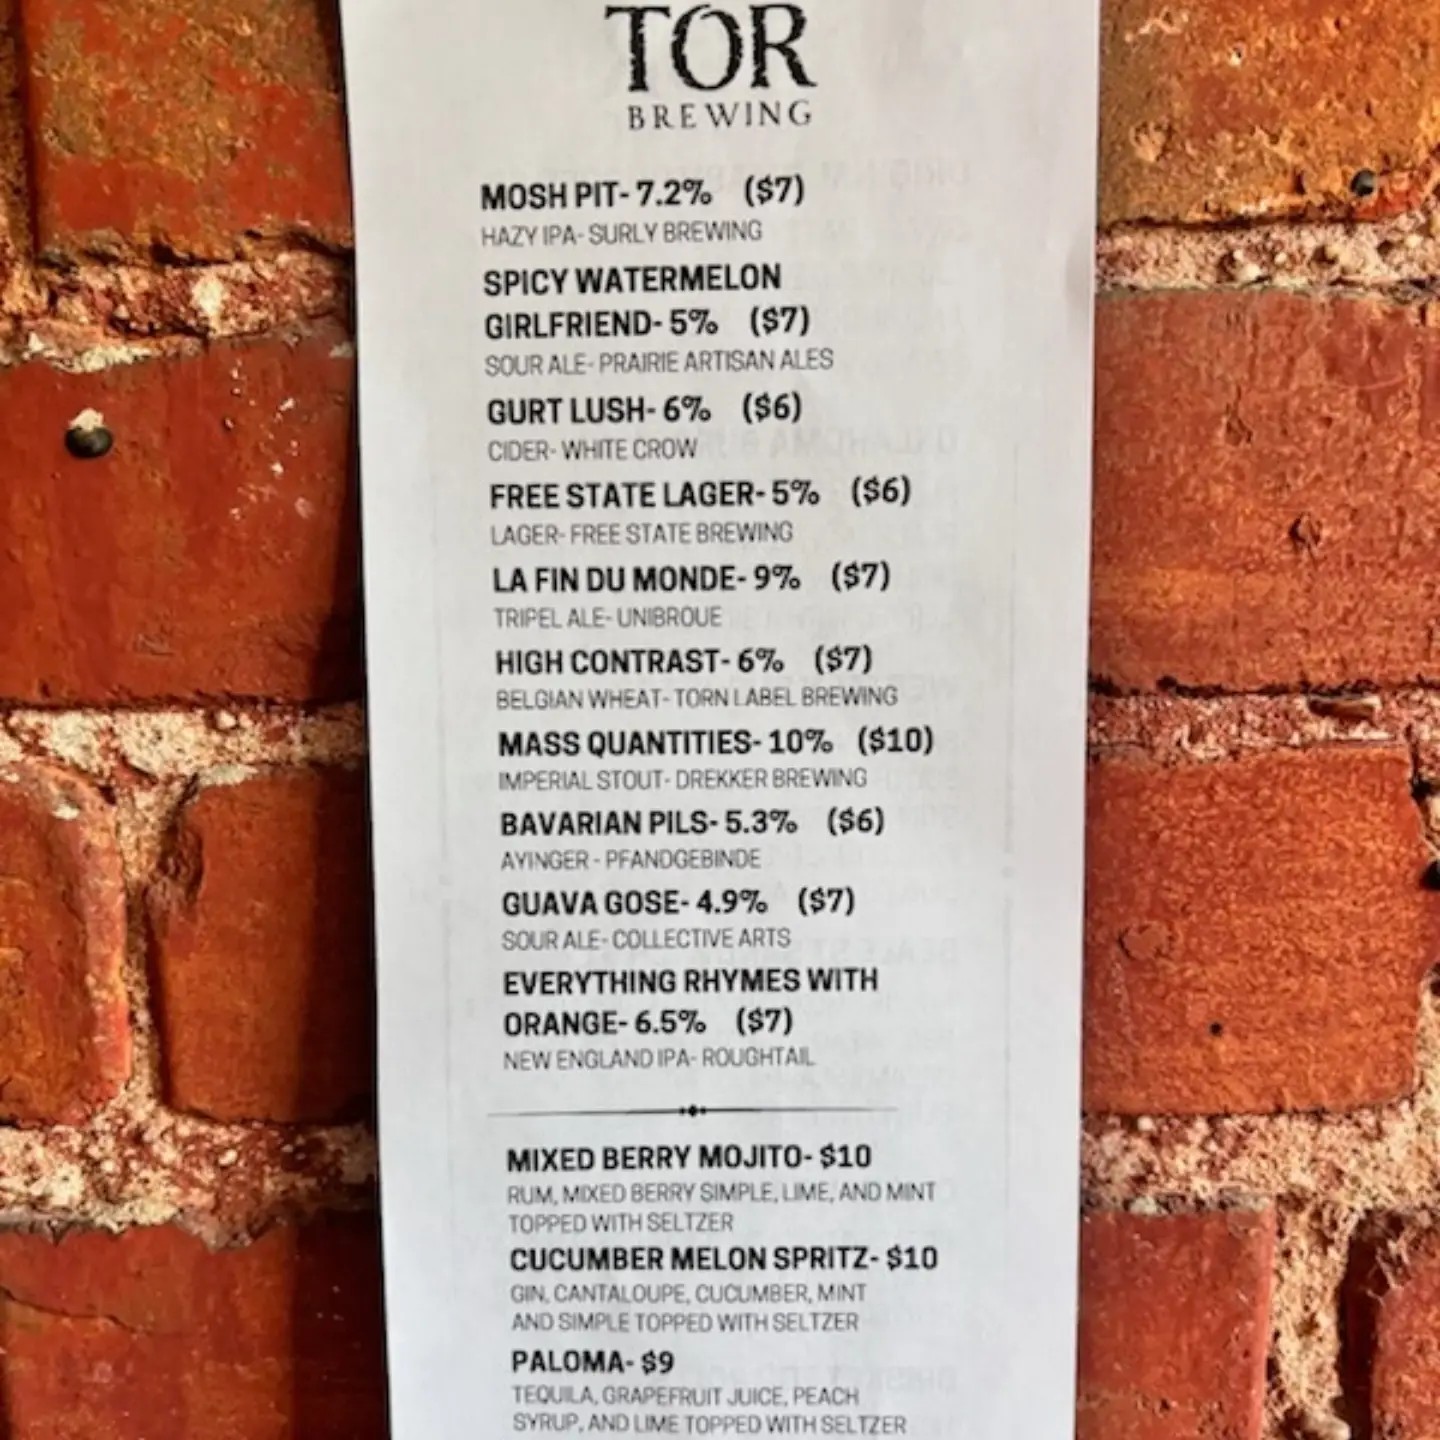 TOR
BREWING
MOSH PIT- 7.2% ($7)
HAZY IPA- SURLY BREWING
SPICY WATERMELON
GIRLFRIEND- 5% ($7)
SOUR ALE- PRAIRIE ARTISAN ALES
GURT LUSH- 6% ($6)
CIDER- WHITE CROW
FREE STATE LAGER- 5% ($6)
LAGER- FREE STATE BREWING
LA FIN DU MONDE- 9% ($7)
TRIPEL ALE- UNIBROUE
HIGH CONTRAST- 6% ($7)
BELGIAN WHEAT- TORN LABEL BREWING
MASS QUANTITIES- 10% ($10)
IMPERIAL STOUT- DREKKER BREWING
BAVARIAN PILS- 5.3% ($6)
AYINGER - PFANDGEBINDE
GUAVA GOSE- 4.9% ($7)
SOUR ALE- COLLECTIVE ARTS
EVERYTHING RHYMES WITH
ORANGE- 6.5% ($7)
NEW ENGLAND IPA- ROUGHTAIL
MIXED BERRY MOJITO- $10
RUM, MIXED BERRY SIMPLE, LIME, AND MINT
TOPPED WITH SELTZER
CUCUMBER MELON SPRITZ- $10
GIN, CANTALOUPE, CUCUMBER, MINT
AND SIMPLE TOPPED WITH SELTZER
PALOMA- $9
TEQUILA, GRAPEFRUIT JUICE, PEACH
SYRUP, AND LIME TOPPED WITH SELTZER